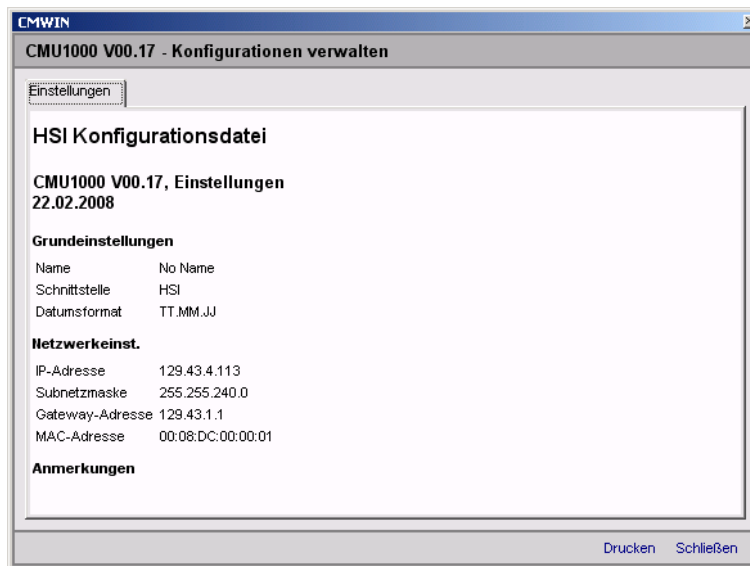 CMWIN
CMU1000 V00.17 - Konfigurationen verwalten
Einstellungen
HSI Konfigurationsdatei
CMU1000 V00.17, Einstellungen
22.02.2008
Grundeinstellungen
Name No Name
Schnittstelle HSI
Datumsformat TT.MM.JJ
Netzwerkeinst.
IP-Adresse 129.43.4.113
Subnetzmaske 255.255.240.0
Gateway-Adresse 129.43.1.1
MAC-Adresse 00:08:DC:00:00:01
Anmerkungen
Drucken Schließen